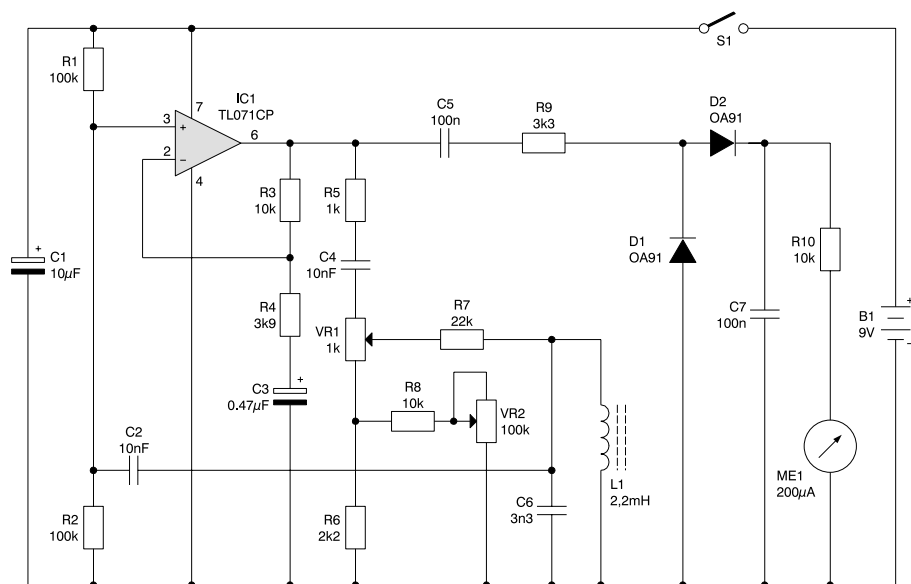 S1
R1
100k
IC1
TL071CP
7
3
+
6
2
−
4
C5
100n
R9
3k3
D2
OA91
R3
10k
R5
1k
D1
OA91
R10
10k
+
C1
10µF
C4
10nF
R4
3k9
VR1
1k
R7
22k
C7
100n
B1
9V
+
−
+
C3
0.47µF
R8
10k
VR2
100k
C2
10nF
L1
2,2mH
ME1
200µA
R2
100k
R6
2k2
C6
3n3